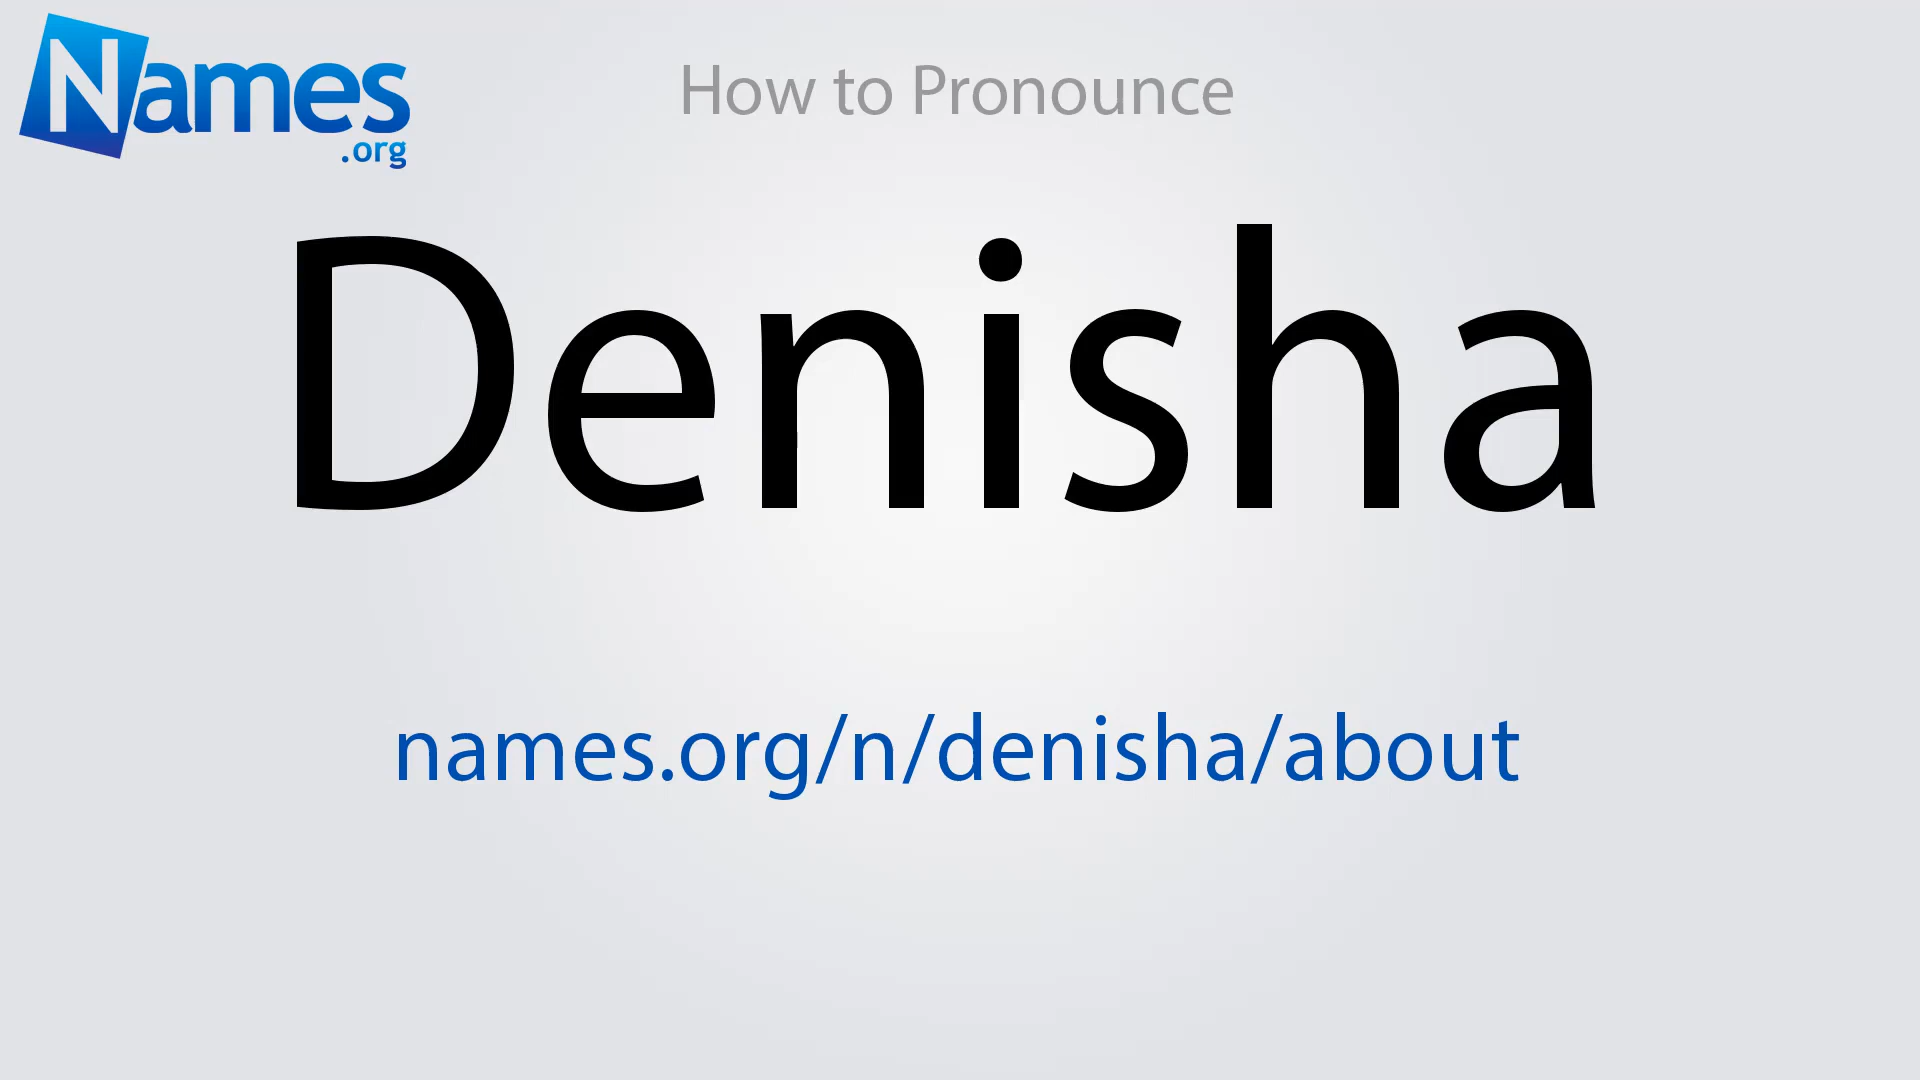 Names
.org
How to Pronounce
Denisha
names.org/n/denisha/about